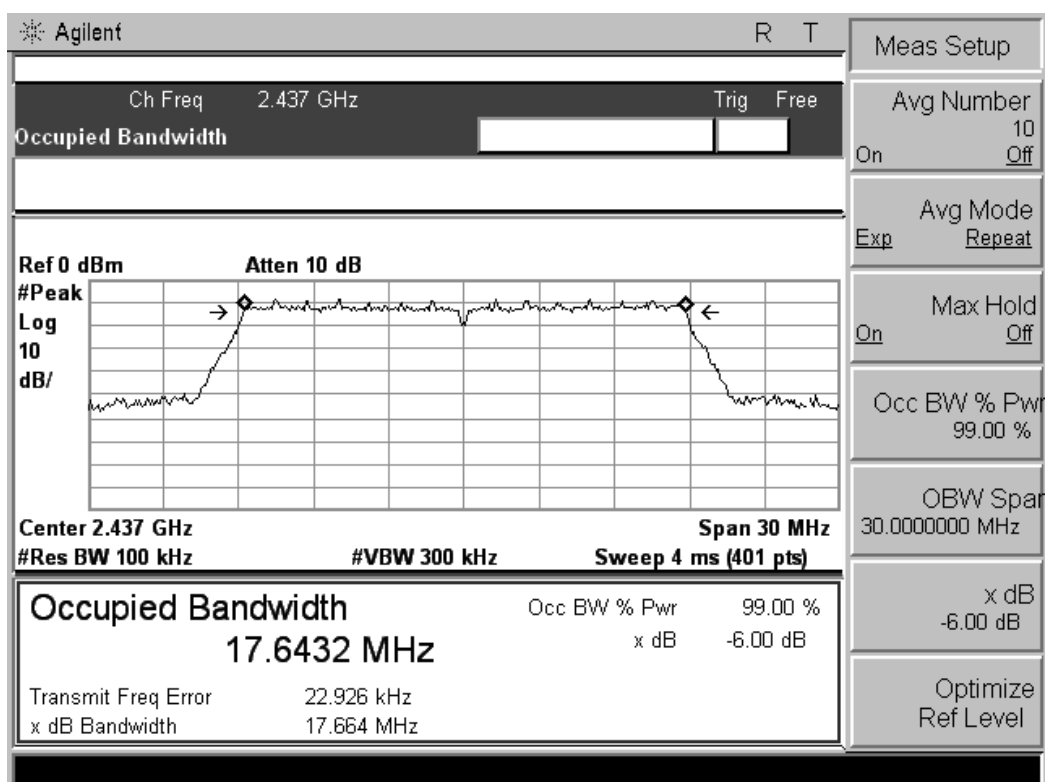 Agilent R T
Ch Freq 2.437 GHz Trig Free
Occupied Bandwidth
Ref 0 dBm Atten 10 dB
#Peak
Log
10
dB/
Center 2.437 GHz Span 30 MHz
#Res BW 100 kHz #VBW 300 kHz Sweep 4 ms (401 pts)
Occupied Bandwidth Occ BW % Pwr 99.00 %
17.6432 MHz x dB -6.00 dB
Transmit Freq Error 22.926 kHz
x dB Bandwidth 17.664 MHz
Meas Setup
Avg Number
10
On Off
Avg Mode
Exp Repeat
Max Hold
On Off
Occ BW % Pwr
99.00 %
OBW Span
30.0000000 MHz
x dB
-6.00 dB
Optimize
Ref Level